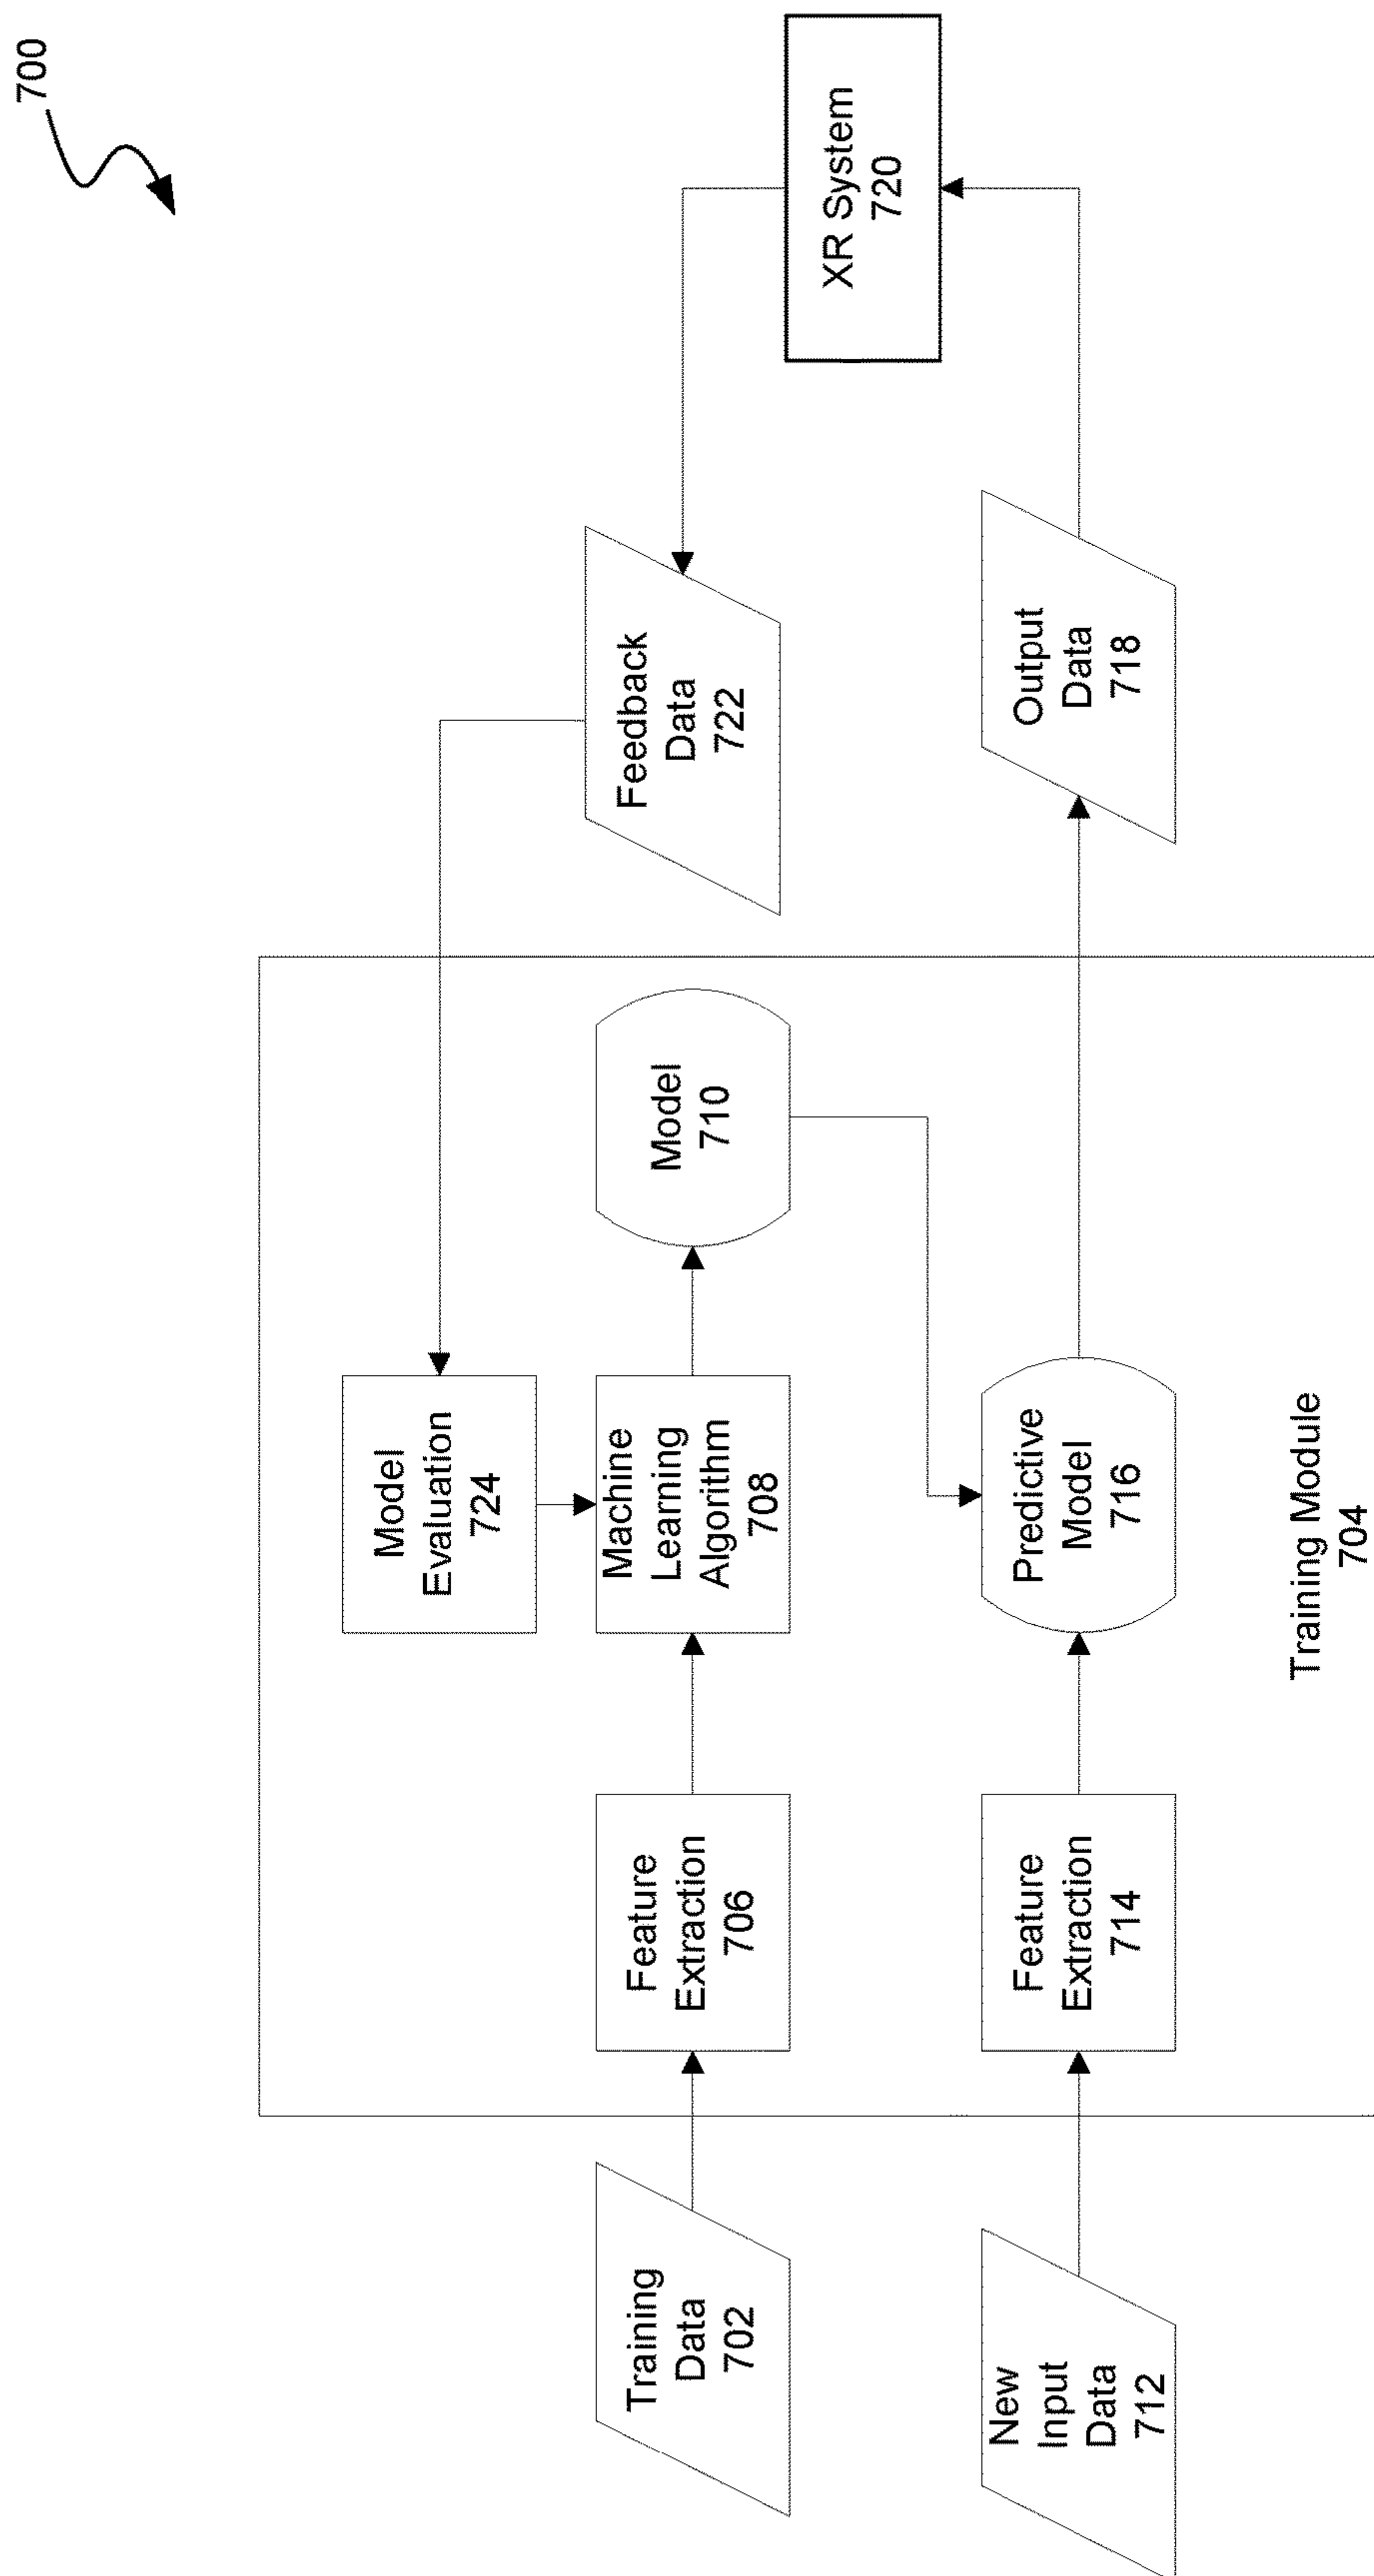 700
Model
Evaluation
724
Feedback
Data
722
Training
Data
702
Feature
Extraction
706
Machine
Learning
Algorithm
708
Model
710
XR System
720
New
Input
Data
712
Feature
Extraction
714
Predictive
Model
716
Output
Data
718
Training Module
704